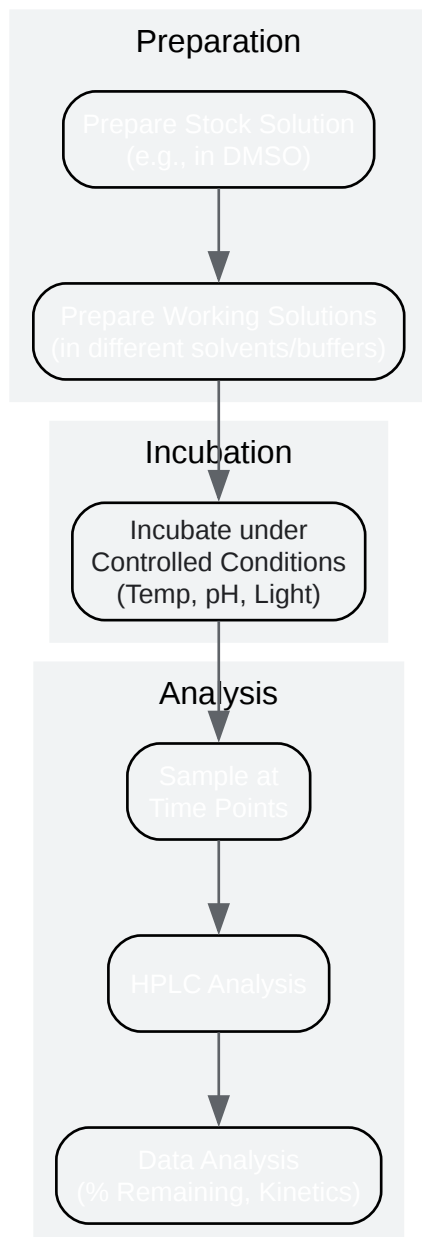 Preparation
Prepare Stock Solution
(e.g., in DMSO)
Prepare Working Solutions
(in different solvents/buffers)
Incubation
Incubate under
Controlled Conditions
(Temp, pH, Light)
Analysis
Sample at
Time Points
HPLC Analysis
Data Analysis
(% Remaining, Kinetics)